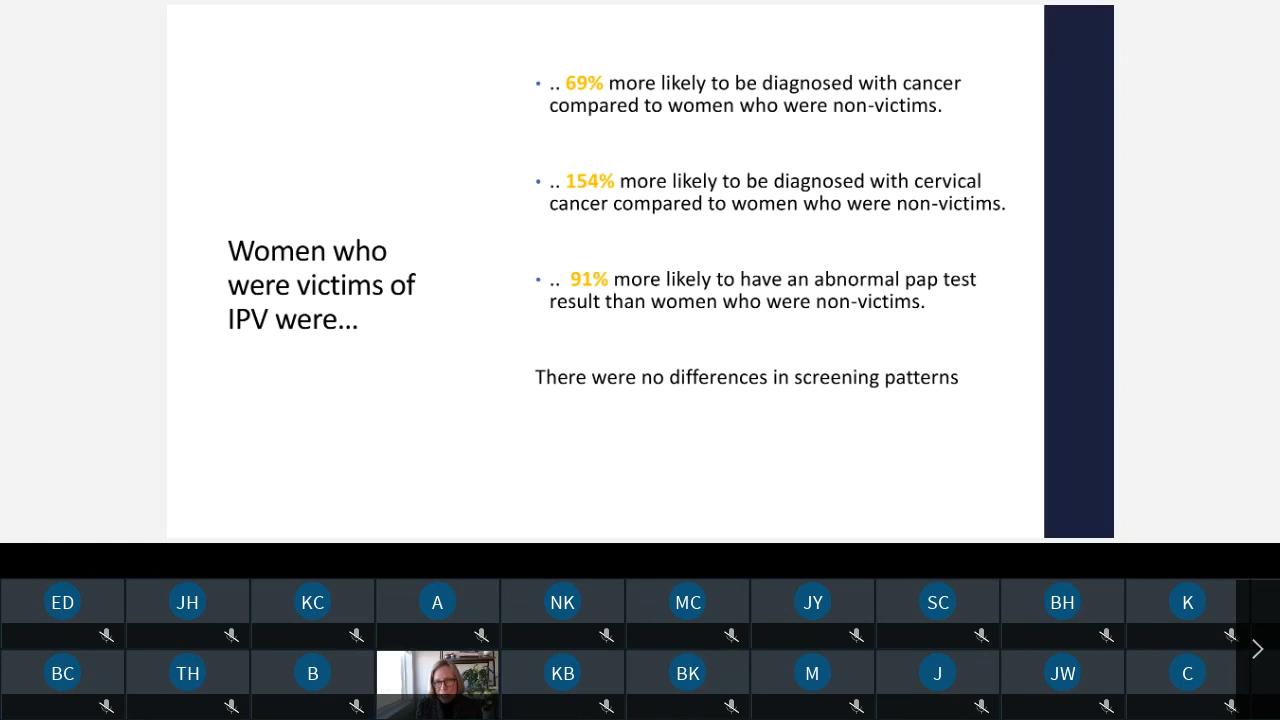 Women who
were victims of
IPV were...
• .. 69% more likely to be diagnosed with cancer
compared to women who were non-victims.
• .. 154% more likely to be diagnosed with cervical
cancer compared to women who were non-victims.
• .. 91% more likely to have an abnormal pap test
result than women who were non-victims.
There were no differences in screening patterns
ED JH KC A NK MC JY SC BH K
BC TH B KB BK M J JW C